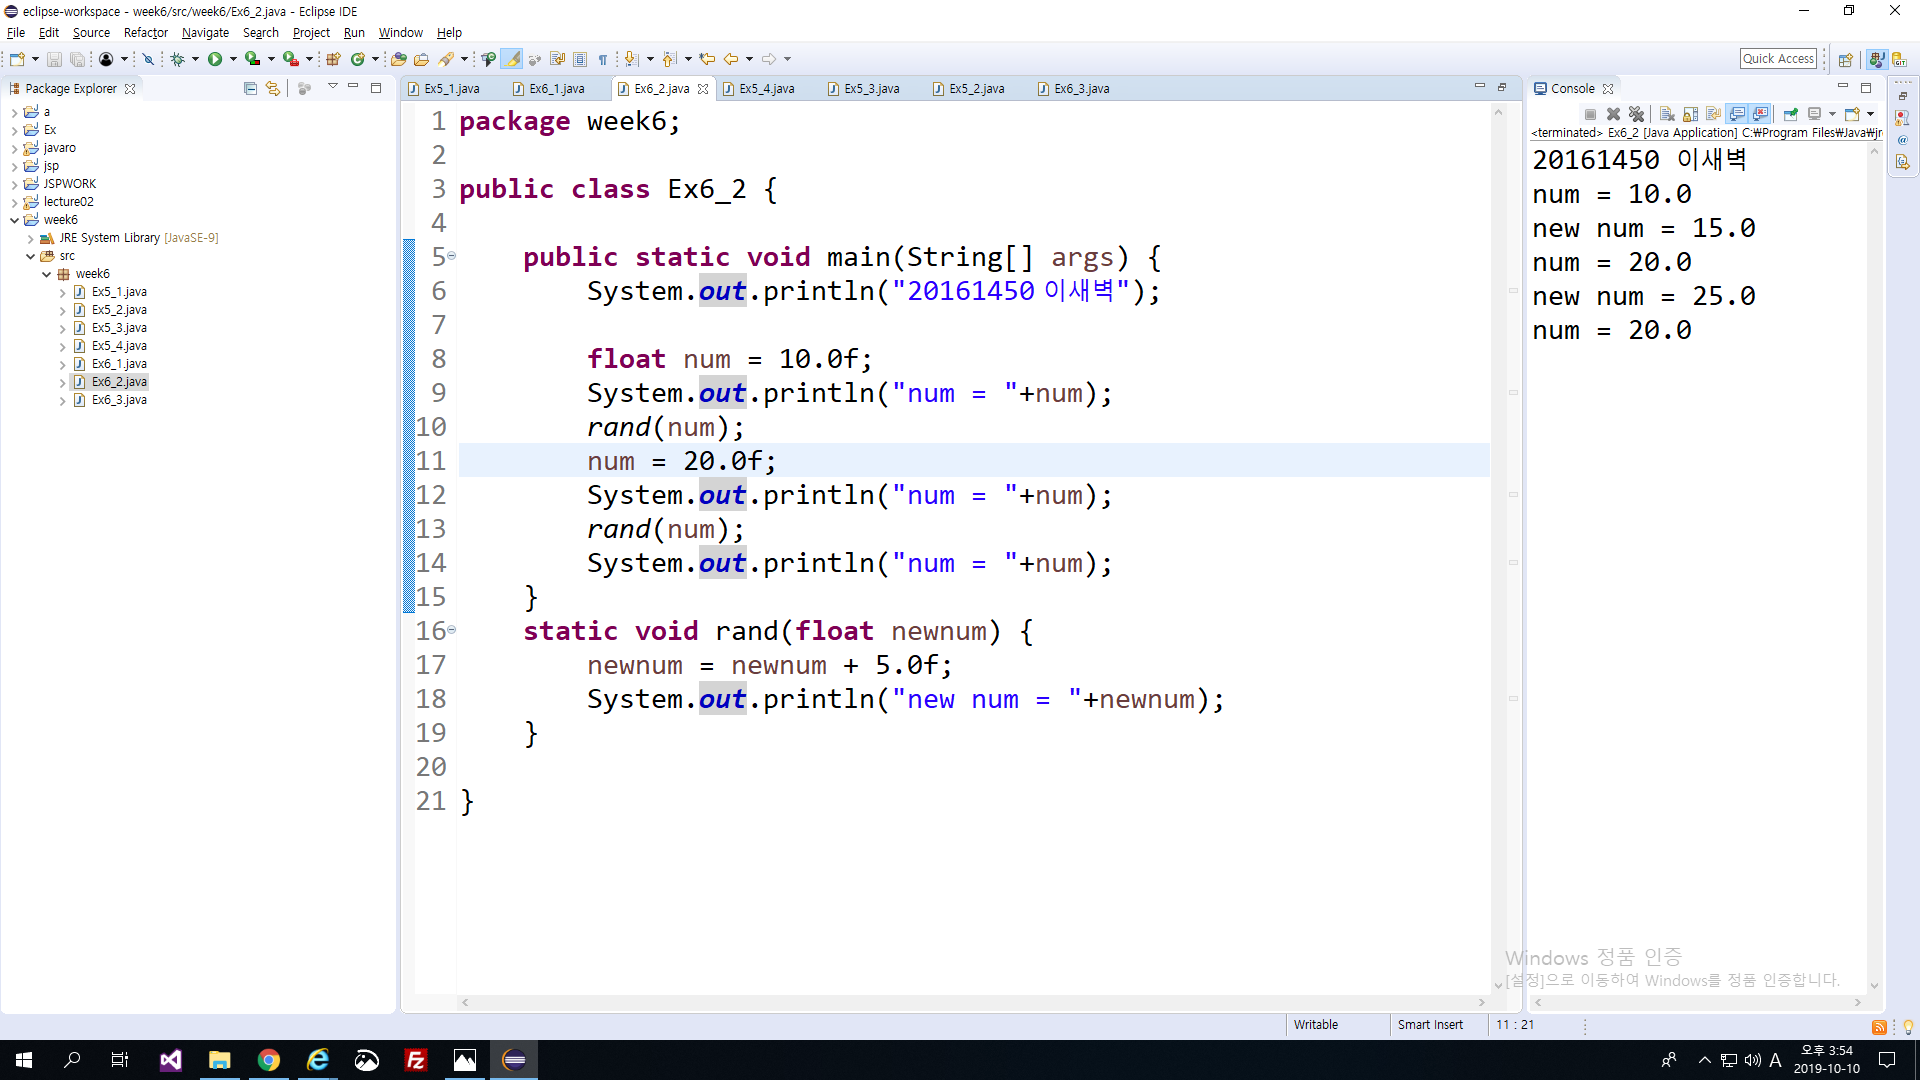 eclipse-workspace - week6/src/week6/Ex6_2.java - Eclipse IDE
File Edit Source Refactor Navigate Search Project Run Window Help
Quick Access
Package Explorer
a
Ex
javaro
jsp
JSPWORK
lecture02
week6
JRE System Library [JavaSE-9]
src
week6
Ex5_1.java
Ex5_2.java
Ex5_3.java
Ex5_4.java
Ex6_1.java
Ex6_2.java
Ex6_3.java
Ex5_1.java Ex6_1.java Ex6_2.java Ex5_4.java Ex5_3.java Ex5_2.java Ex6_3.java
1 package week6;
2
3 public class Ex6_2 {
4
5 public static void main(String[] args) {
6 System.out.println("20161450 이새벽");
7
8 float num = 10.0f;
9 System.out.println("num = "+num);
10 rand(num);
11 num = 20.0f;
12 System.out.println("num = "+num);
13 rand(num);
14 System.out.println("num = "+num);
15 }
16 static void rand(float newnum) {
17 newnum = newnum + 5.0f;
18 System.out.println("new num = "+newnum);
19 }
20
21 }
Console
<terminated> Ex6_2 [Java Application] C:₩Program Files₩Java₩jr
20161450 이새벽
num = 10.0
new num = 15.0
num = 20.0
new num = 25.0
num = 20.0
Windows 정품 인증
[설정]으로 이동하여 Windows를 정품 인증합니다.
Writable Smart Insert 11 : 21
A 오후 3:54
2019-10-10